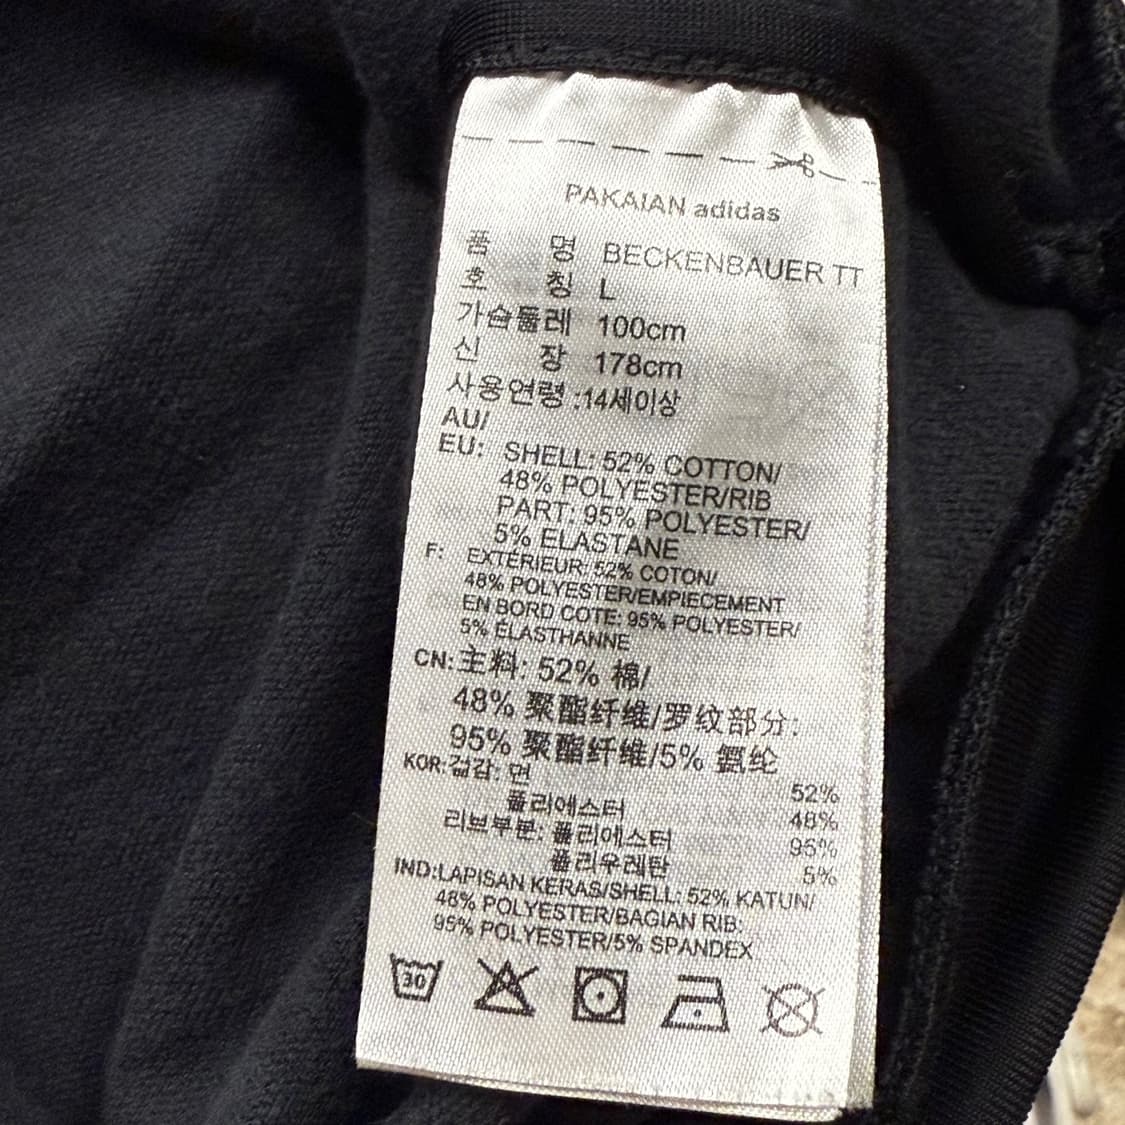 PAKAIAN adidas
품 명 BECKENBAUER TT
호 칭 L
가슴둘레 100cm
신 장 178cm
사용연령 :14세이상
AU/
EU: SHELL: 52% COTTON/
48% POLYESTER/RIB
PART: 95% POLYESTER/
5% ELASTANE
F: EXTÉRIEUR: 52% COTON/
48% POLYESTER/EMPIECEMENT
EN BORD COTE: 95% POLYESTER/
5% ÉLASTHANNE
CN: 主料: 52% 棉/
48% 聚酯纤维/罗纹部分:
95% 聚酯纤维/5% 氨纶
KOR: 겉감: 면 52%
폴리에스터 48%
리브부분: 폴리에스터 95%
폴리우레탄 5%
IND:LAPISAN KERAS/SHELL: 52% KATUN/
48% POLYESTER/BAGIAN RIB:
95% POLYESTER/5% SPANDEX
30